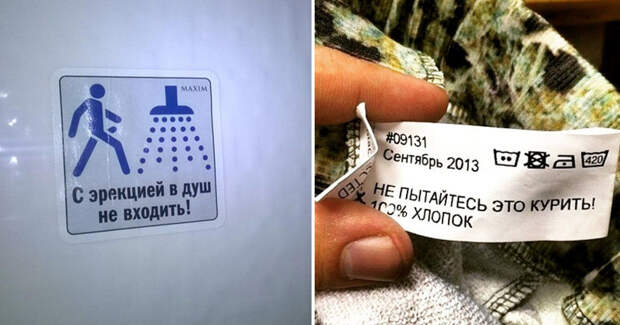 MAXIM
С эрекцией в душ
не входить!
#09131
Сентябрь 2013
420
НЕ ПЫТАЙТЕСЬ ЭТО КУРИТЬ!
100% ХЛОПОК